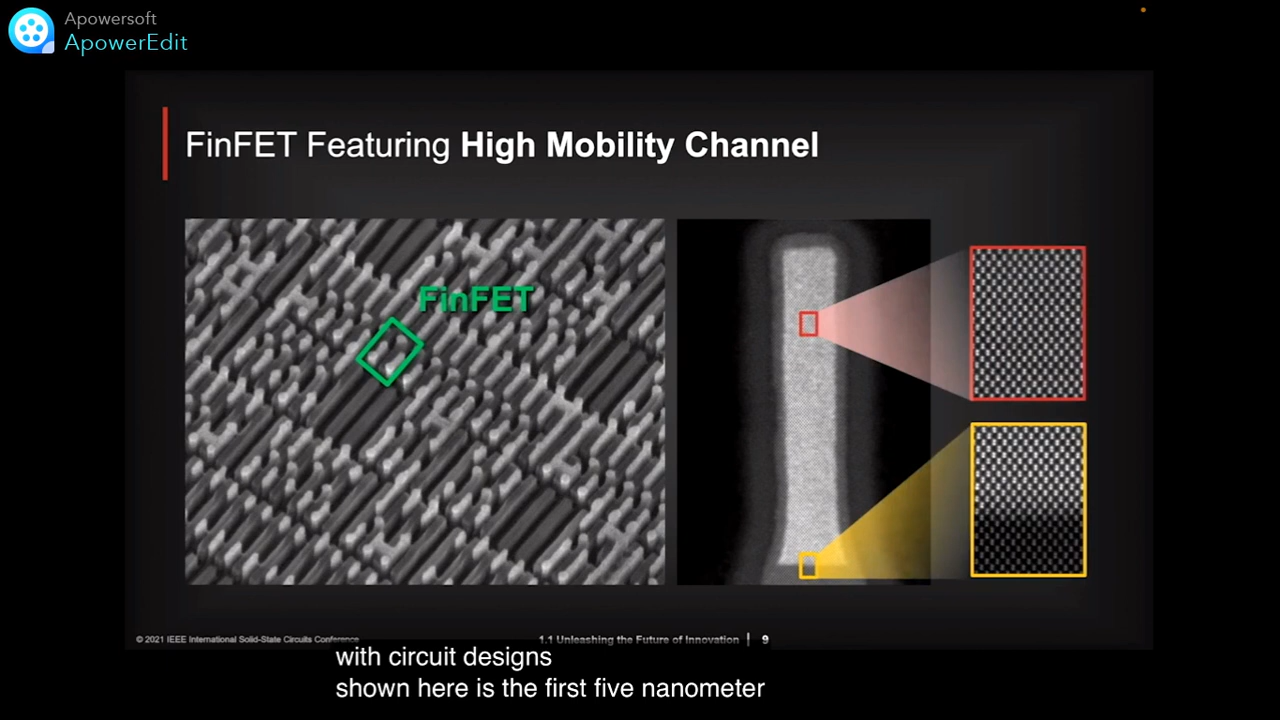 Apowersoft
ApowerEdit
FinFET Featuring High Mobility Channel
FinFET
© 2021 IEEE International Solid-State Circuits Conference
1.1 Unleashing the Future of Innovation | 9
with circuit designs
shown here is the first five nanometer